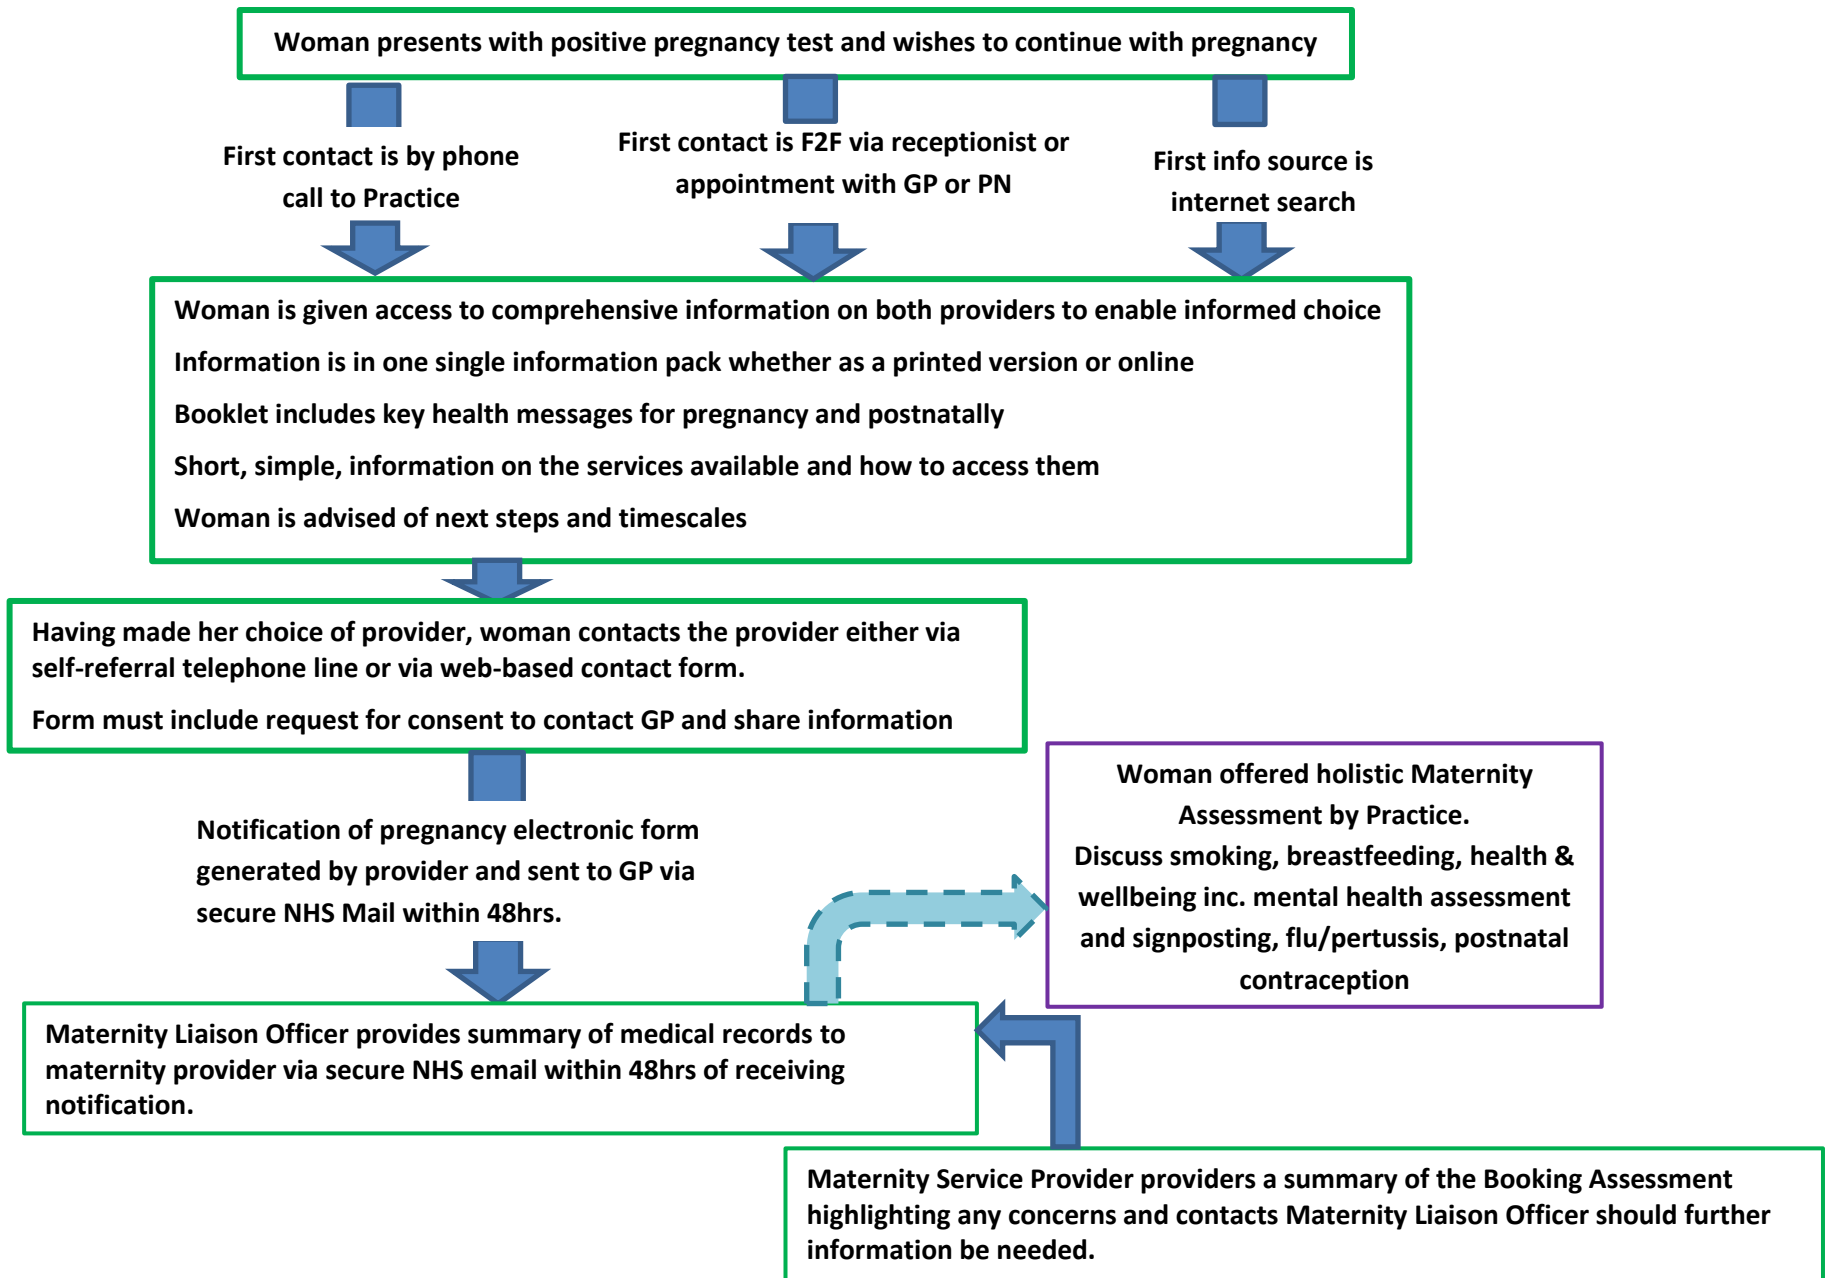 Woman presents with positive pregnancy test and wishes to continue with pregnancy
First contact is by phone
call to Practice
First contact is F2F via receptionist or
appointment with GP or PN
First info source is
internet search
Woman is given access to comprehensive information on both providers to enable informed choice
Information is in one single information pack whether as a printed version or online
Booklet includes key health messages for pregnancy and postnatally
Short, simple, information on the services available and how to access them
Woman is advised of next steps and timescales
Having made her choice of provider, woman contacts the provider either via
self-referral telephone line or via web-based contact form.
Form must include request for consent to contact GP and share information
Notification of pregnancy electronic form
generated by provider and sent to GP via
secure NHS Mail within 48hrs.
Woman offered holistic Maternity
Assessment by Practice.
Discuss smoking, breastfeeding, health &
wellbeing inc. mental health assessment
and signposting, flu/pertussis, postnatal
contraception
Maternity Liaison Officer provides summary of medical records to
maternity provider via secure NHS email within 48hrs of receiving
notification.
Maternity Service Provider providers a summary of the Booking Assessment
highlighting any concerns and contacts Maternity Liaison Officer should further
information be needed.